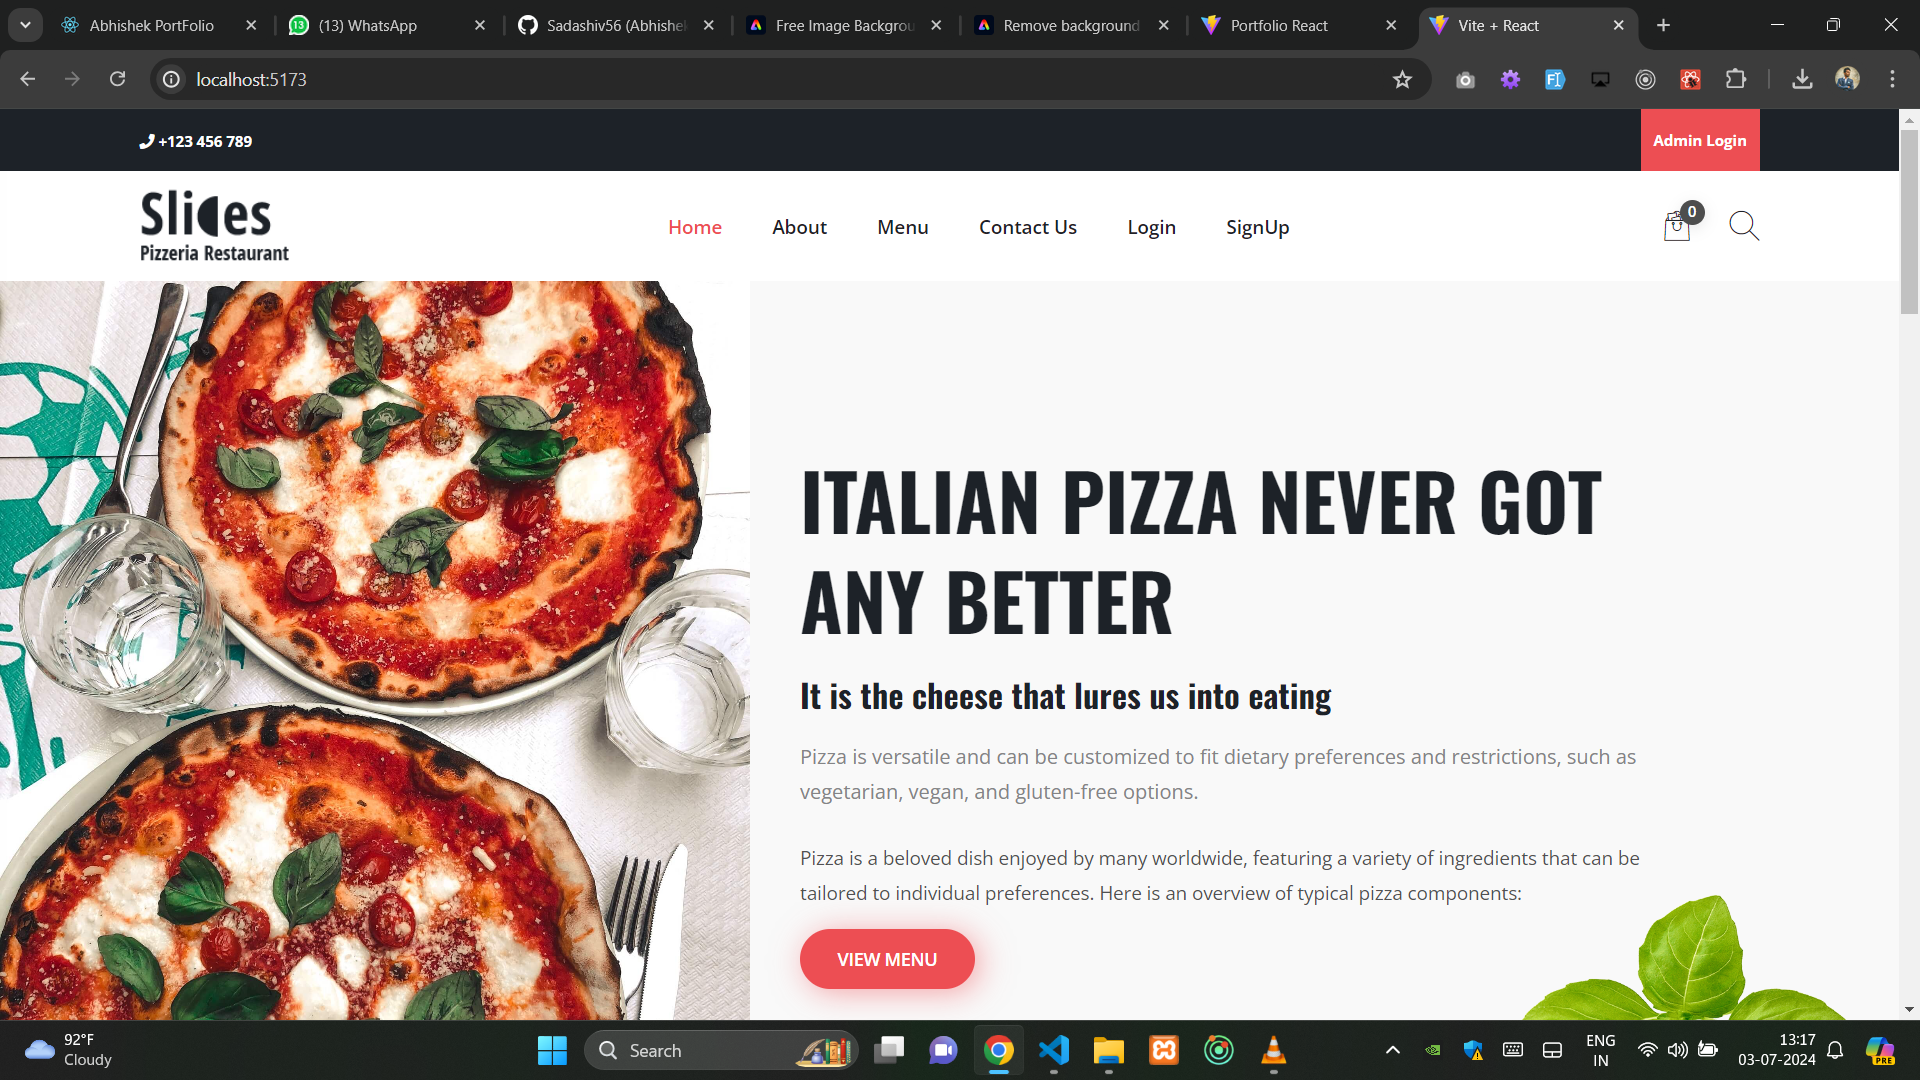 Abhishek PortFolio
(13) WhatsApp
Sadashiv56 (Abhishek
Free Image Backgrou
Remove background
Portfolio React
Vite + React
localhost:5173
+123 456 789
Admin Login
Slices
Pizzeria Restaurant
Home
About
Menu
Contact Us
Login
SignUp
0
ITALIAN PIZZA NEVER GOT
ANY BETTER
It is the cheese that lures us into eating
Pizza is versatile and can be customized to fit dietary preferences and restrictions, such as
vegetarian, vegan, and gluten-free options.
Pizza is a beloved dish enjoyed by many worldwide, featuring a variety of ingredients that can be
tailored to individual preferences. Here is an overview of typical pizza components:
VIEW MENU
92°F
Cloudy
Search
ENG
IN
13:17
03-07-2024
PRE